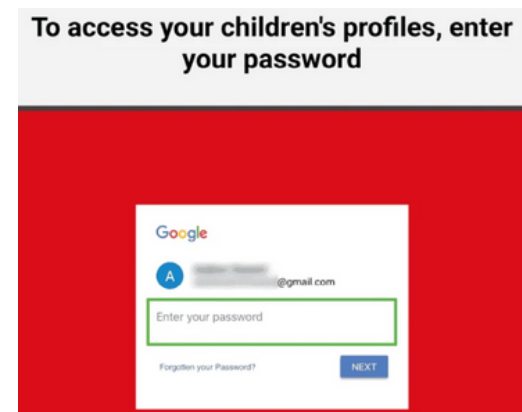 To access your children's profiles, enter
your password
Google
A
@gmail.com
Enter your password
Forgotten your Password?
NEXT